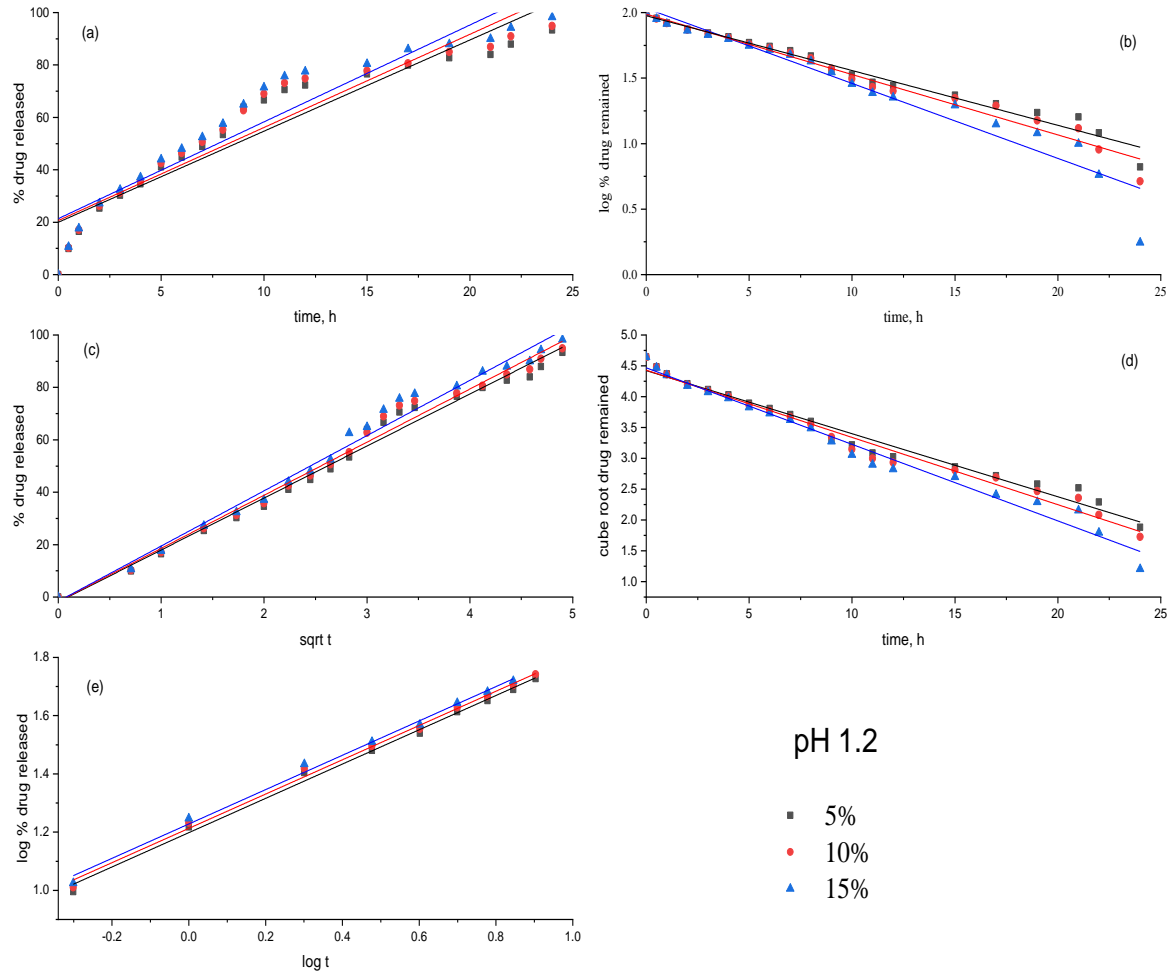 (a)
% drug released
100
80
60
40
20
0
0 5 10 15 20 25
time, h
(b)
log % drug remained
2.0
1.5
1.0
0.5
0.0
0 5 10 15 20 25
time, h
(c)
% drug released
100
80
60
40
20
0
0 1 2 3 4 5
sqrt t
(d)
cube root drug remained
5.0
4.5
4.0
3.5
3.0
2.5
2.0
1.5
1.0
0 5 10 15 20 25
time, h
(e)
log % drug released
1.8
1.6
1.4
1.2
1.0
-0.2 0.0 0.2 0.4 0.6 0.8 1.0
log t
pH 1.2
5%
10%
15%